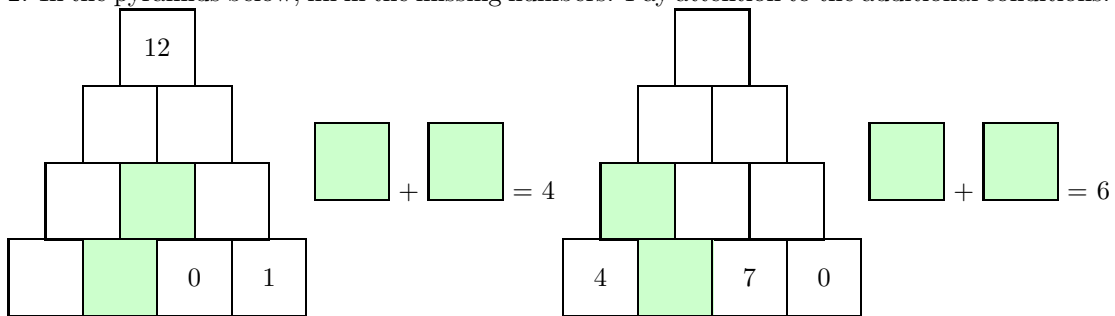 2. In the pyramids below, fill in the missing numbers. Pay attention to the additional conditions.
12
+ = 4
0 1
+ = 6
4 7 0